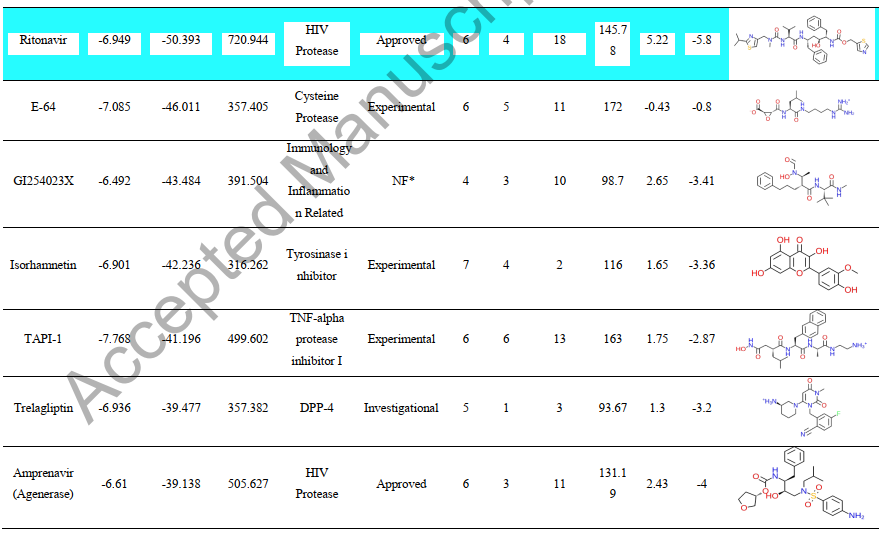 Ritonavir -6.949 -50.393 720.944 HIV Protease Approved 6 4 18 145.78 5.22 -5.8
E-64 -7.085 -46.011 357.405 Cysteine Protease Experimental 6 5 11 172 -0.43 -0.8
GI254023X -6.492 -43.484 391.504 Immunology and Inflammation Related NF* 4 3 10 98.7 2.65 -3.41
Isorhamnetin -6.901 -42.236 316.262 Tyrosinase inhibitor Experimental 7 4 2 116 1.65 -3.36
TAPI-1 -7.768 -41.196 499.602 TNF-alpha protease inhibitor I Experimental 6 6 13 163 1.75 -2.87
Trelagliptin -6.936 -39.477 357.382 DPP-4 Investigational 5 1 3 93.67 1.3 -3.2
Amprenavir (Agenerase) -6.61 -39.138 505.627 HIV Protease Approved 6 3 11 131.19 2.43 -4
Accepted Manuscrip